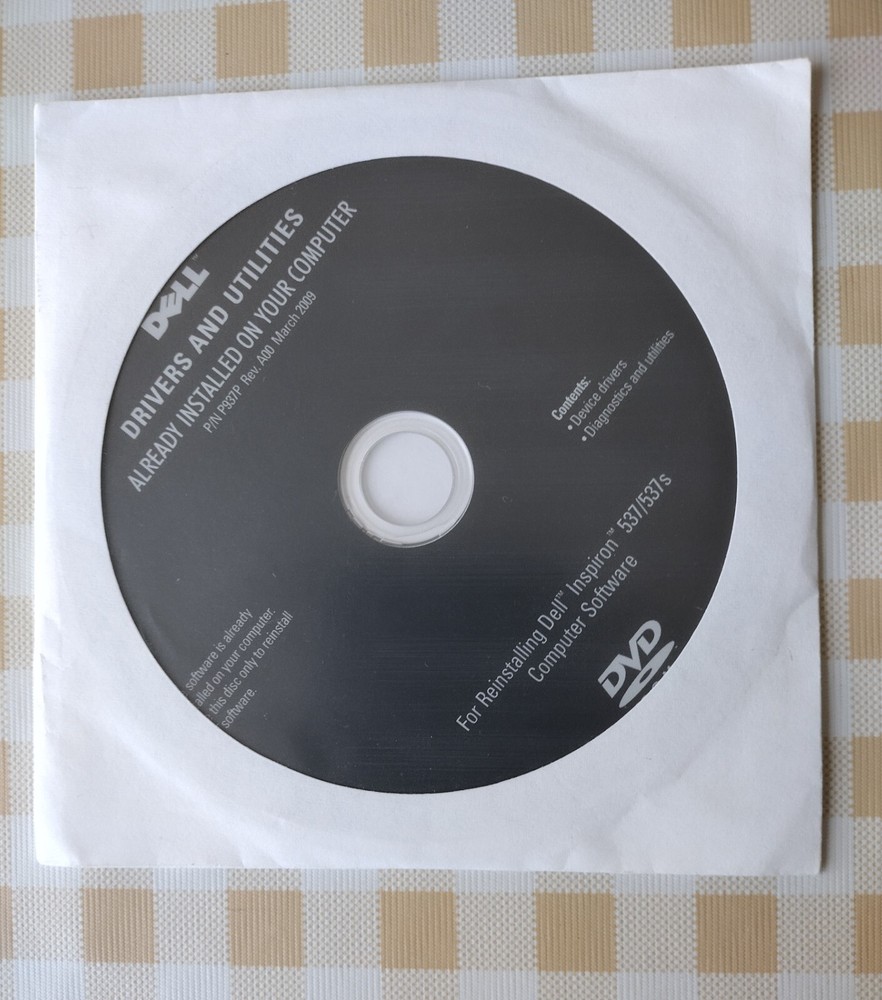 DELL
DRIVERS AND UTILITIES
ALREADY INSTALLED ON YOUR COMPUTER
P/N P937P Rev. A00 March 2009
Contents:
• Device drivers
• Diagnostics and utilities
software is already
alled on your computer.
this disc only to reinstall
software.
For Reinstalling Dell™ Inspiron™ 537/537s
Computer Software
DVD